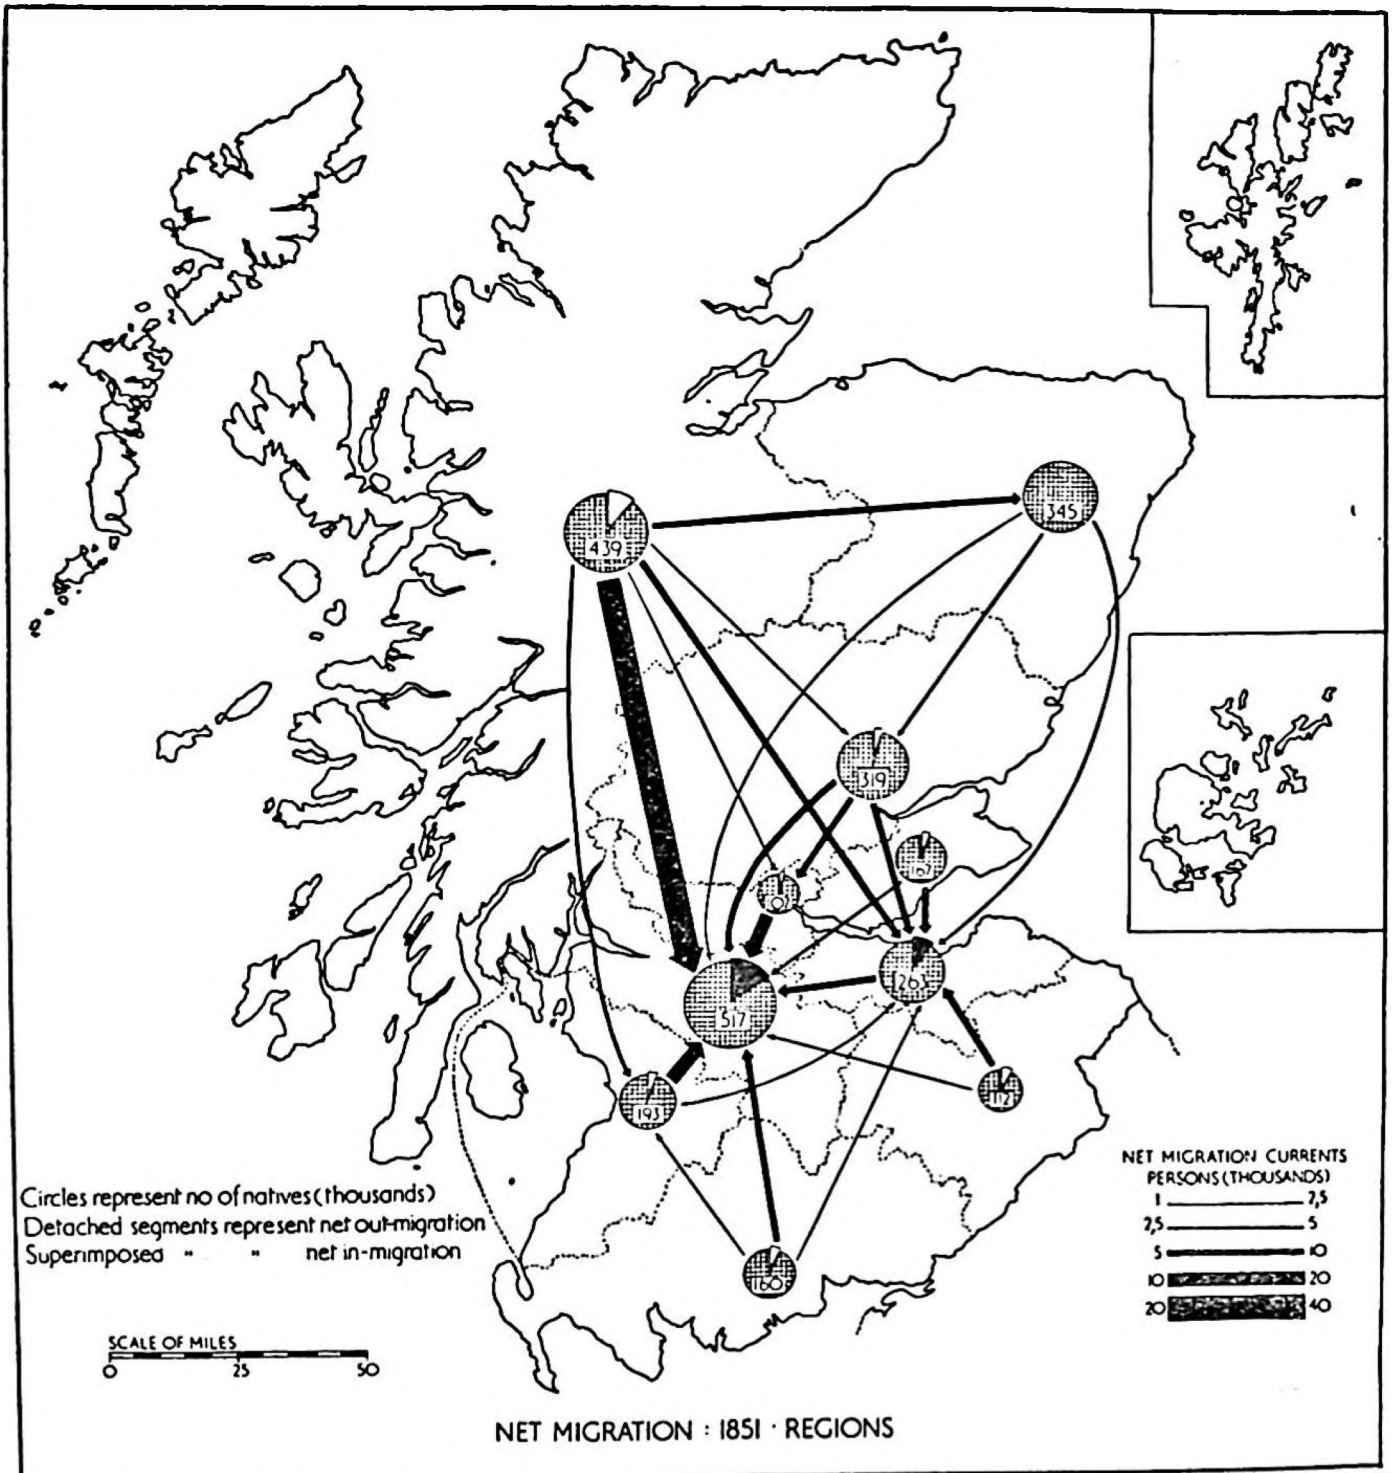 345
439
319
167
263
517
193
112
160
Circles represent no of natives (thousands)
Detached segments represent net out-migration
Superimposed " " net in-migration
NET MIGRATION CURRENTS
PERSONS (THOUSANDS)
1 2,5
2,5 5
5 10
10 20
20 40
SCALE OF MILES
0 25 50
NET MIGRATION : 1851 · REGIONS